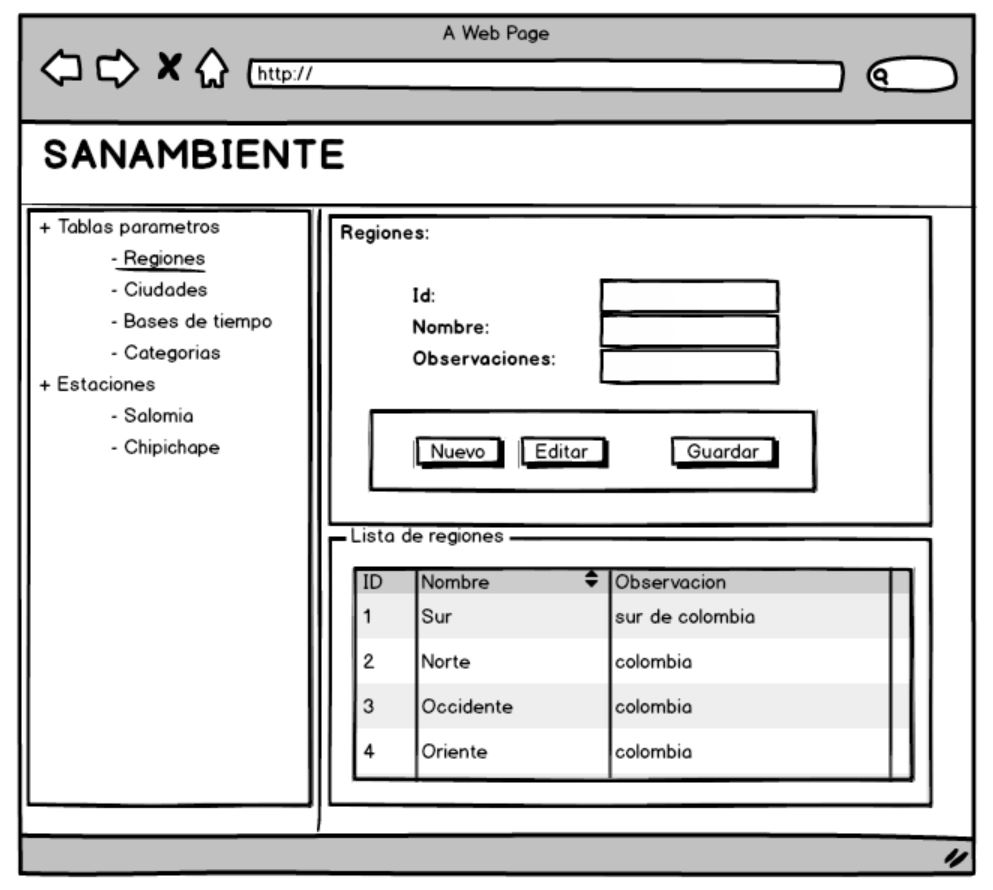 A Web Page
http://
SANAMBIENTE
+ Tablas parametros
- Regiones
- Ciudades
- Bases de tiempo
- Categorias
+ Estaciones
- Salomia
- Chipichape
Regiones:
Id:
Nombre:
Observaciones:
Nuevo Editar Guardar
Lista de regiones
ID Nombre Observacion
1 Sur sur de colombia
2 Norte colombia
3 Occidente colombia
4 Oriente colombia